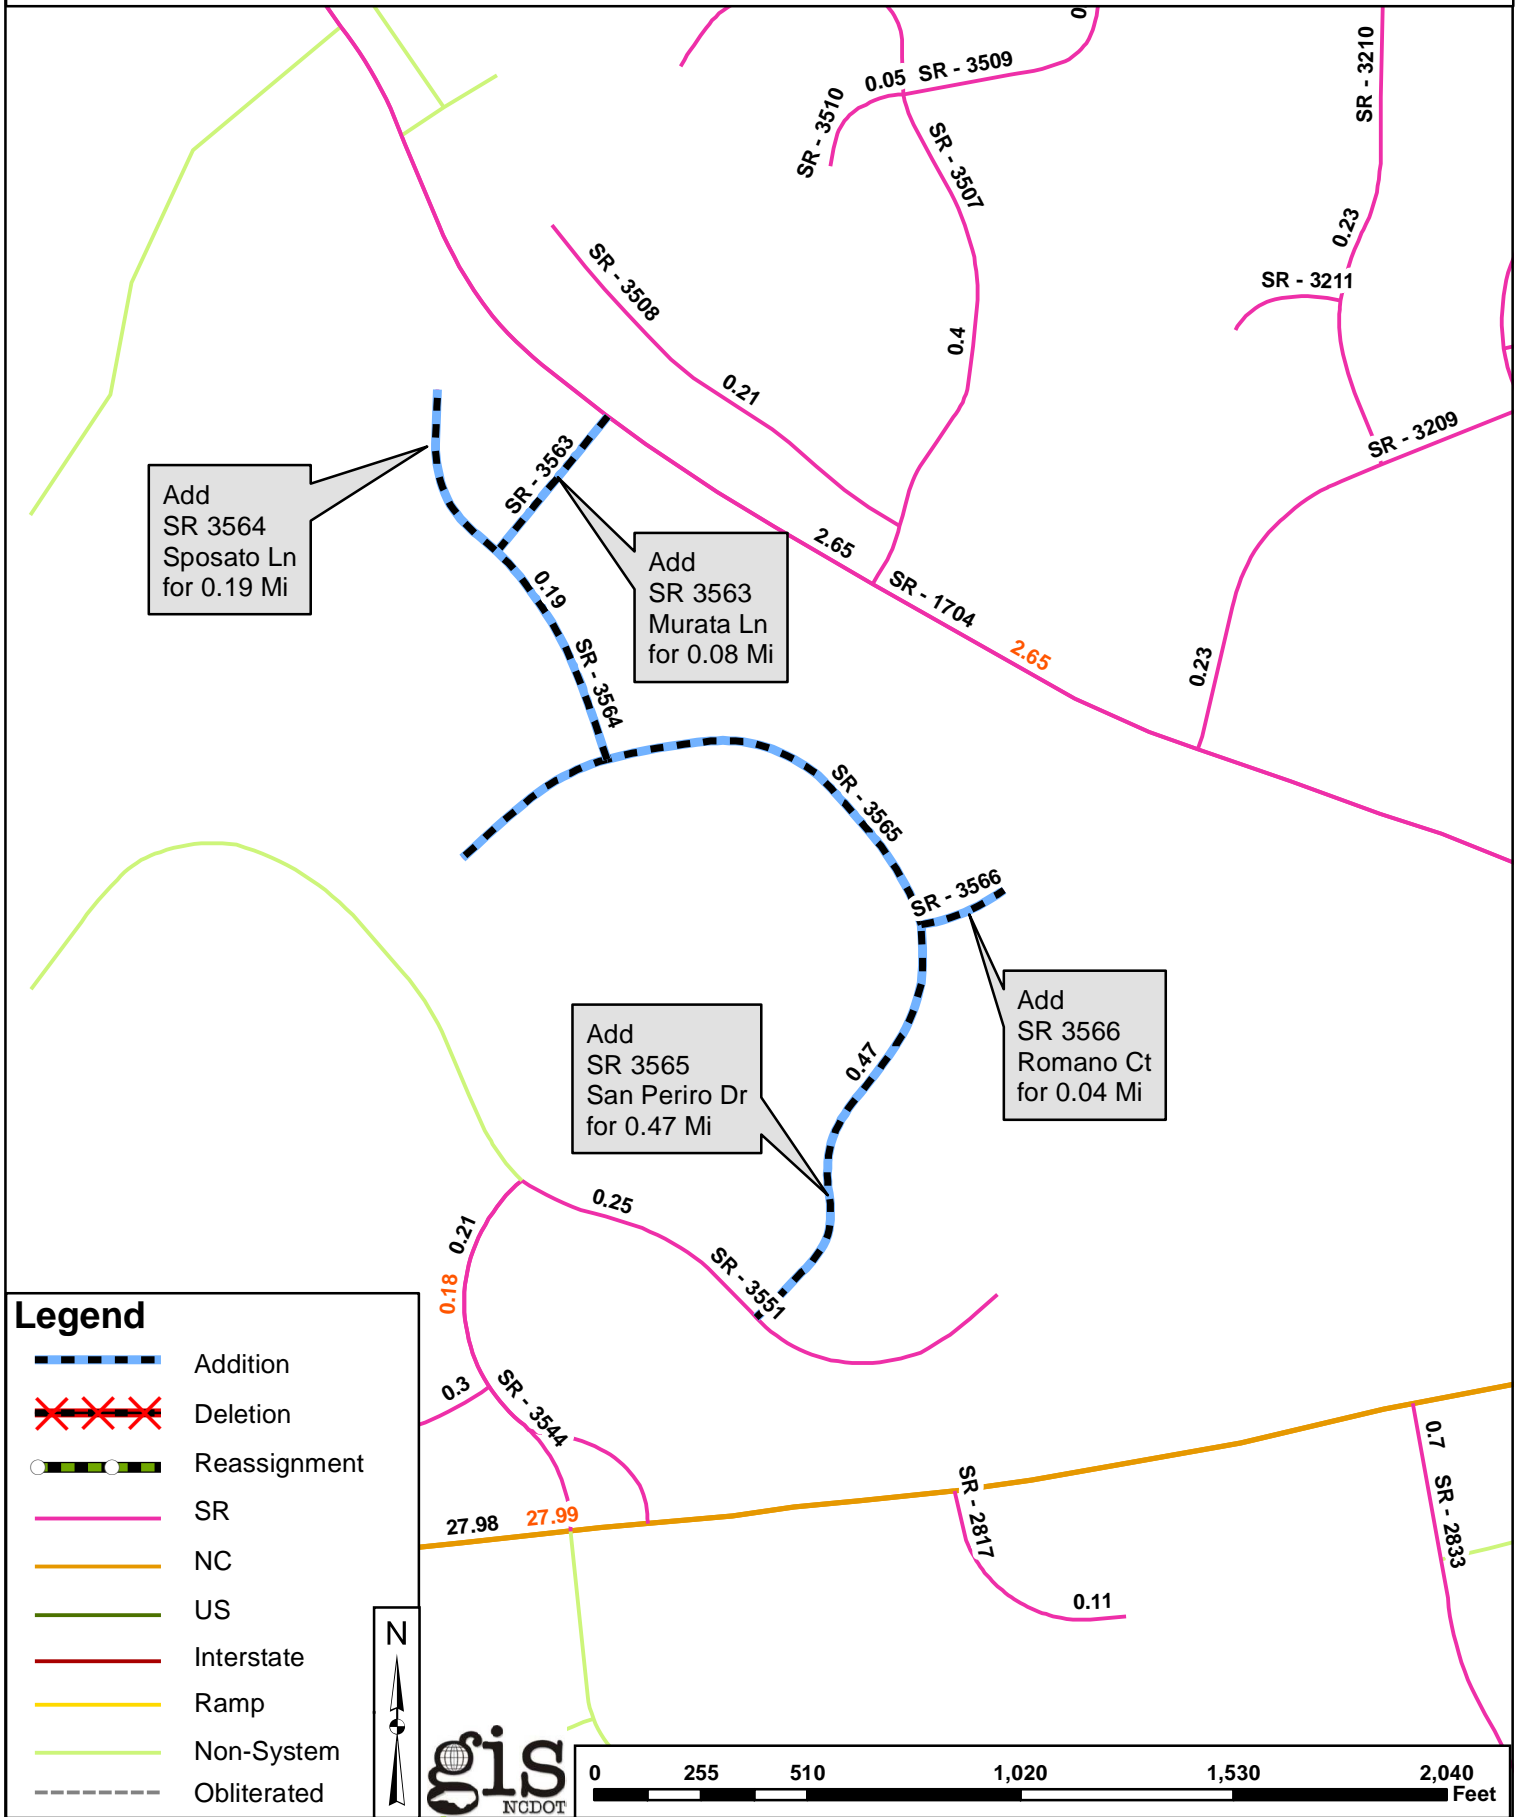 0
SR - 3210
0.05
SR - 3509
SR - 3510
SR - 3507
0.23
SR - 3211
SR - 3508
0.4
0.21
SR - 3209
SR - 3563
Add
SR 3564
Sposato Ln
for 0.19 Mi
Add
SR 3563
Murata Ln
for 0.08 Mi
2.65
SR - 1704
2.65
0.23
0.19
SR - 3564
SR - 3565
SR - 3566
Add
SR 3566
Romano Ct
for 0.04 Mi
Add
SR 3565
San Periro Dr
for 0.47 Mi
0.47
0.25
0.21
0.18
SR - 3551
0.3
SR - 3544
27.98
27.99
SR - 2817
0.11
0.7
SR - 2833
Legend
Addition
Deletion
Reassignment
SR
NC
US
Interstate
Ramp
Non-System
Obliterated
N
gis
NCDOT
0 255 510 1,020 1,530 2,040
Feet